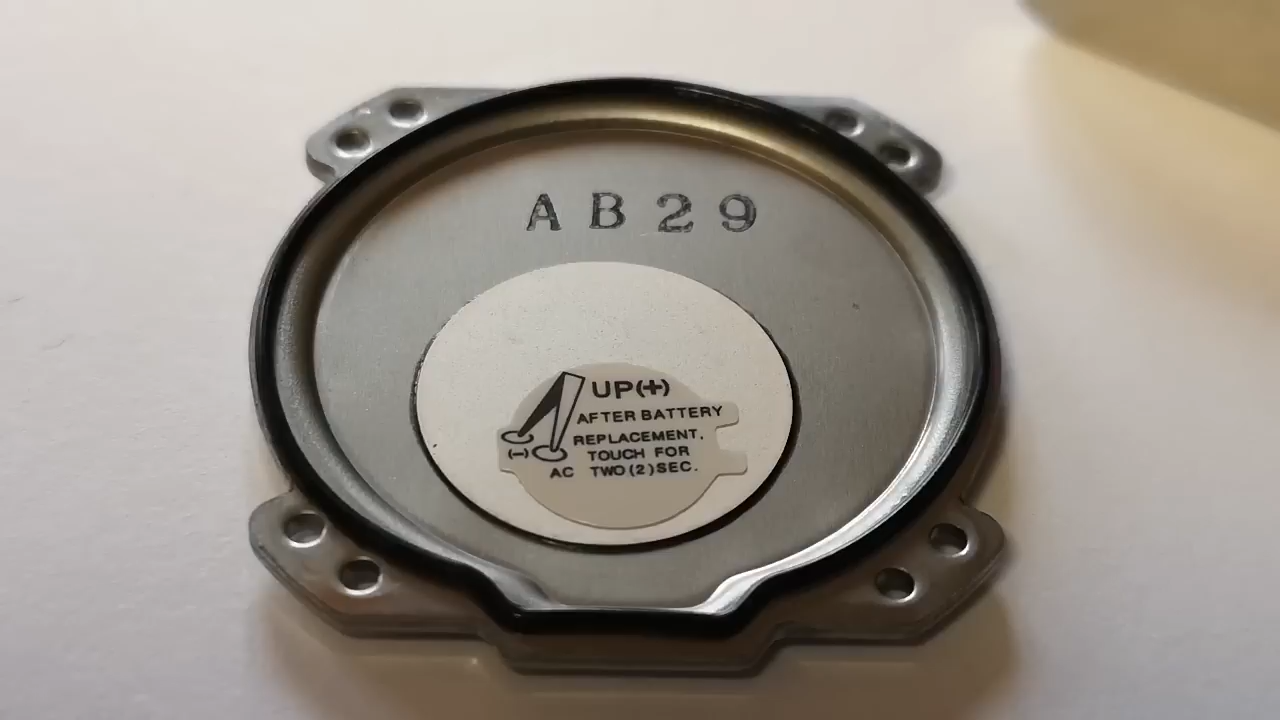 AB29
UP(+)
AFTER BATTERY
REPLACEMENT,
(-) TOUCH FOR
AC TWO(2)SEC.